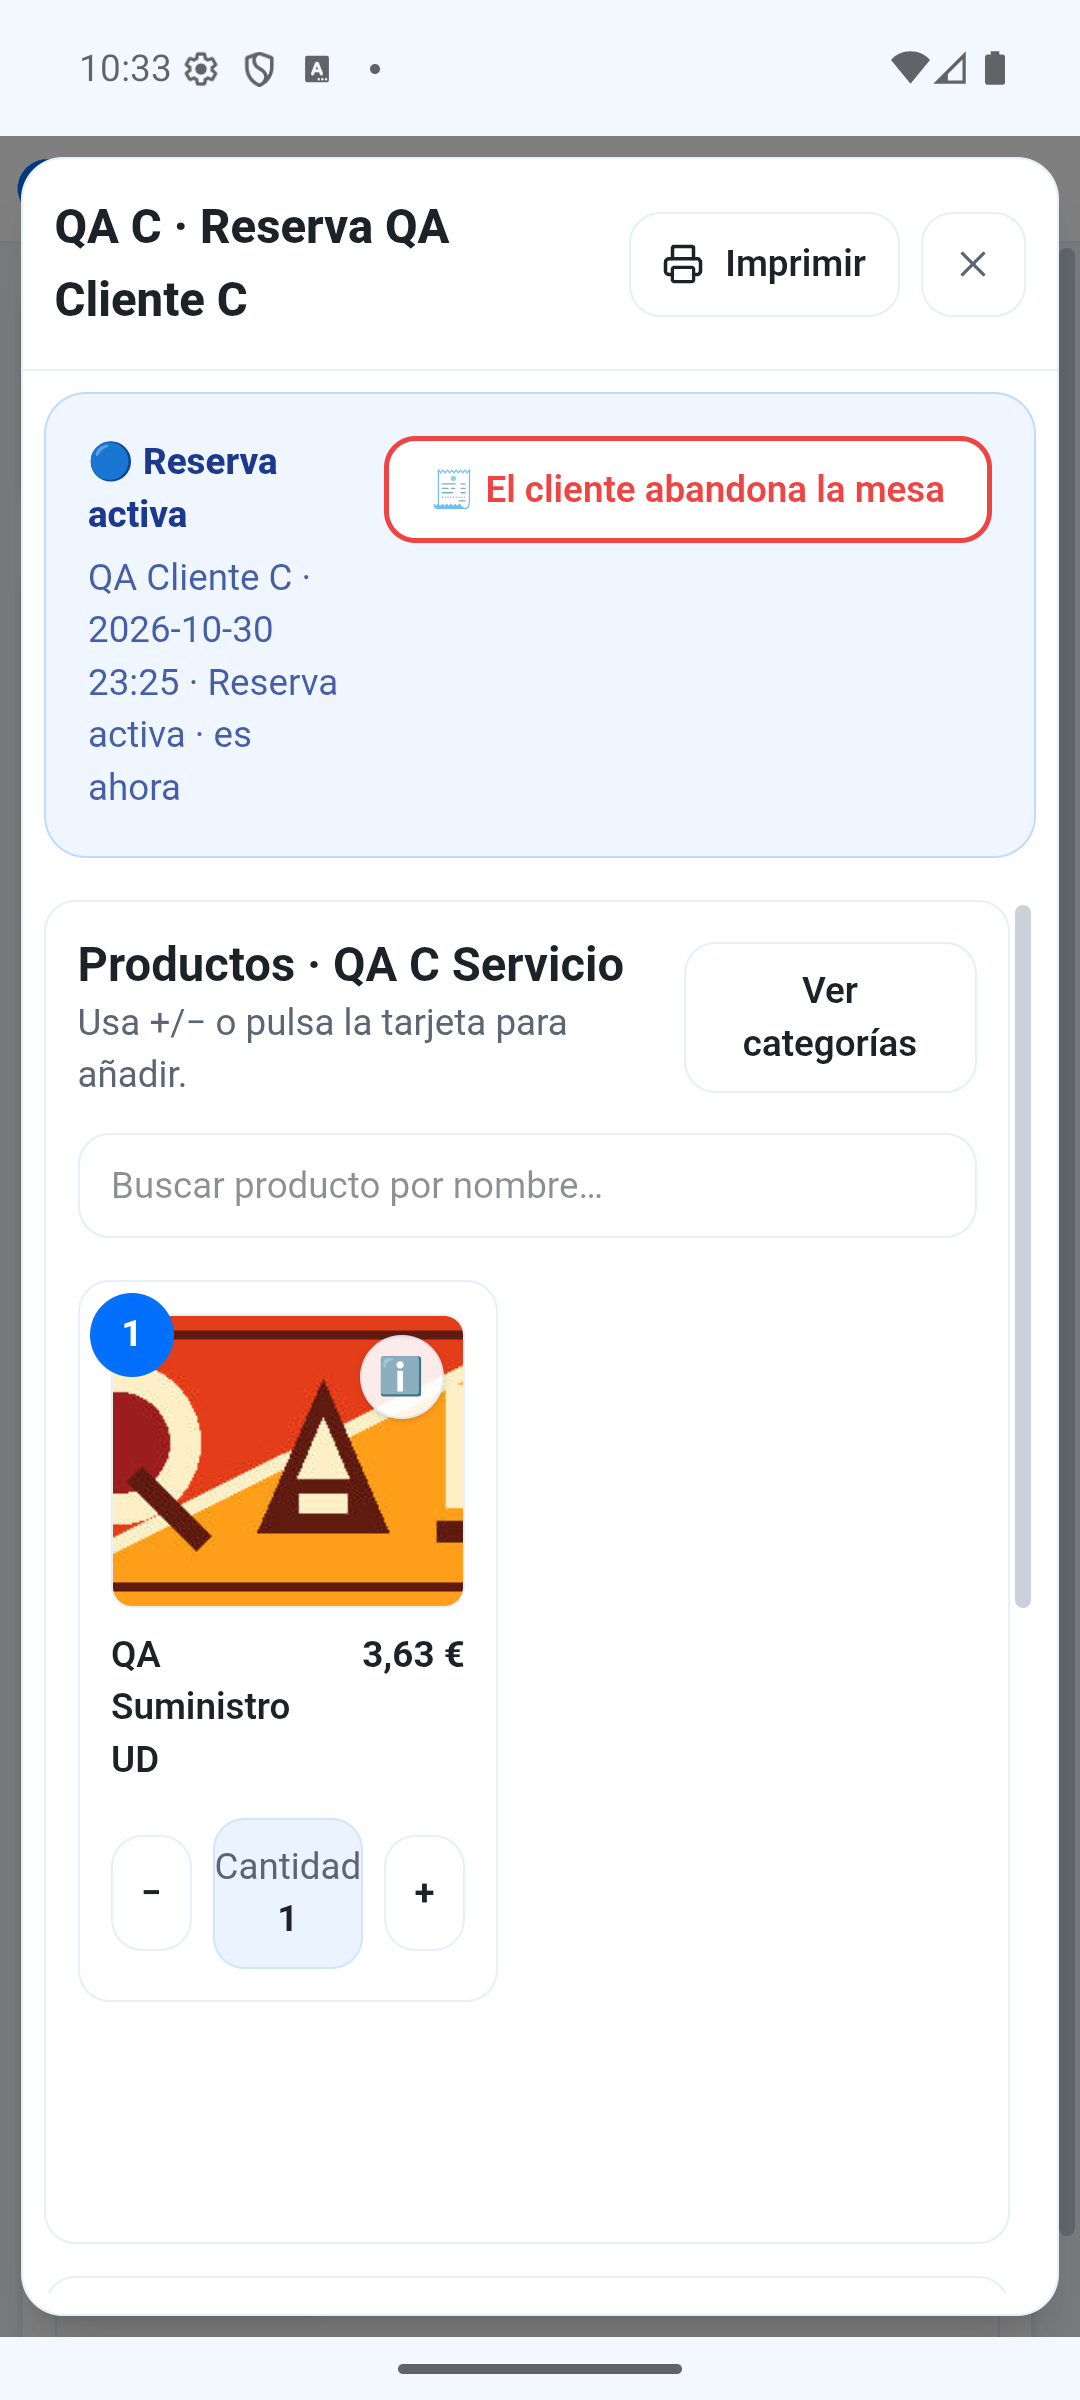 10:33
QA C · Reserva QA
Cliente C
Imprimir
🔵 Reserva
activa
🧾 El cliente abandona la mesa
QA Cliente C ·
2026-10-30
23:25 · Reserva
activa · es
ahora
Productos · QA C Servicio
Usa +/− o pulsa la tarjeta para
añadir.
Ver
categorías
Buscar producto por nombre...
1
QA
Suministro
UD
3,63 €
−
Cantidad
1
+